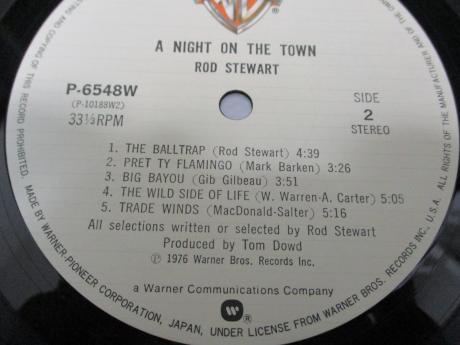 A NIGHT ON THE TOWN
ROD STEWART
P-6548W
(P-10188W2)
33⅓RPM
SIDE
2
STEREO
1. THE BALLTRAP (Rod Stewart) 4:39
2. PRET TY FLAMINGO (Mark Barken) 3:26
3. BIG BAYOU (Gib Gilbeau) 3:51
4. THE WILD SIDE OF LIFE (W. Warren-A. Carter) 5:05
5. TRADE WINDS (MacDonald-Salter) 5:16
All selections written or selected by Rod Stewart
Produced by Tom Dowd
Ⓟ 1976 Warner Bros. Records Inc.
a Warner Communications Company
AND COPYING OF THIS RECORD PROHIBITED. MADE BY WARNER-PIONEER CORPORATION, JAPAN, UNDER LICENSE FROM WARNER BROS. RECORDS INC., U.S.A. ALL RIGHTS OF THE MANUFACTURER AND OF THE